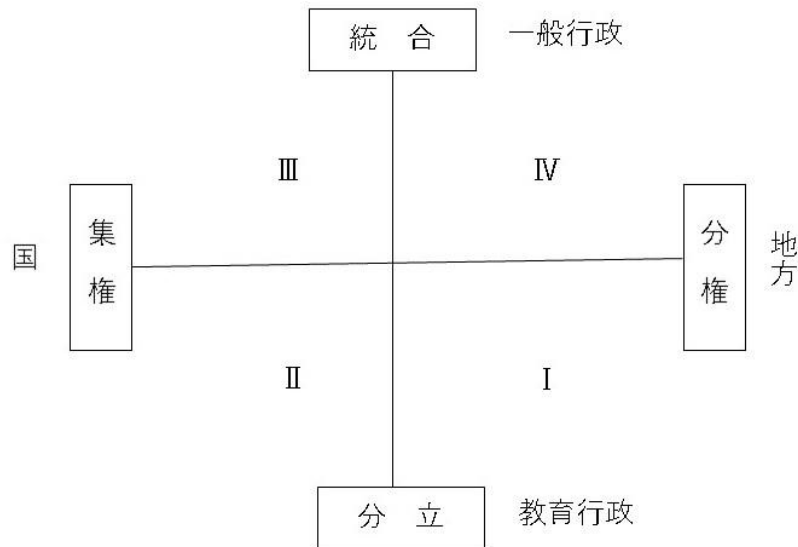 統　合
一般行政
Ⅲ
Ⅳ
国
集権
分権
地方
Ⅱ
Ⅰ
分　立
教育行政